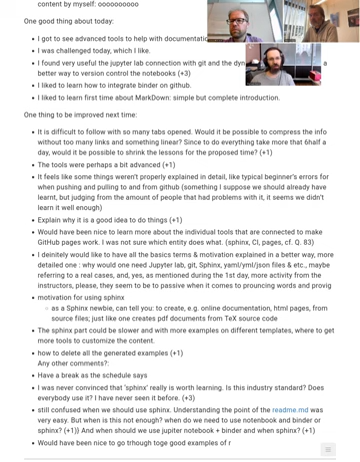 content by myself: oooooooooo
One good thing about today:
I got to see advanced tools to help with documentatio
I was challenged today, which I like.
I found very useful the jupyter lab connection with git and the dyn a
better way to version control the notebooks (+3)
I liked to learn how to integrate binder on github.
I liked to learn first time about MarkDown: simple but complete introduction.
One thing to be improved next time:
It is difficult to follow with so many tabs opened. Would it be possible to compress the info
without too many links and something linear? Since to do everything take more that 6half a
day, would it be possible to shrink the lessons for the proposed time? (+1)
The tools were perhaps a bit advanced (+1)
It feels like some things weren't properly explained in detail, like typical beginner's errors for
when pushing and pulling to and from github (something I suppose we should already have
learnt, but judging from the amount of people that had problems with it, it seems we didn't
learn it well enough)
Explain why it is a good idea to do things (+1)
Would have been nice to learn more about the individual tools that are connected to make
GitHub pages work. I was not sure which entity does what. (sphinx, CI, pages, cf. Q. 83)
I deinitely would like to have all the basics terms & motivation explained in a better way, more
detailed one : why would one need Jupyter lab, git, Sphinx, yaml/yml/json files & etc., maybe
refering to a real cases, and, yes, as mentioned during the 1st day, more activity from the
instructors, please, they seem to be to passive when it comes to prouncing words and provig
motivation for using sphinx
as a Sphinx newbie, can tell you: to create, e.g. online documentation, html pages, from
source files; just like one creates pdf documents from TeX source code
The sphinx part could be slower and with more examples on different templates, where to get
more tools to customize the content.
how to delete all the generated examples (+1)
Any other comments?:
Have a break as the schedule says
I was never convinced that 'sphinx' really is worth learning. Is this industry standard? Does
everybody use it? I have never seen it before. (+3)
still confused when we should use sphinx. Understanding the point of the readme.md was
very easy. But when is this not enough? when do we need to use notenbook and binder or
sphinx? (+1)} And when should we use jupiter notebook + binder and when sphinx? (+1)
Would have been nice to go trhough toge good examples of r